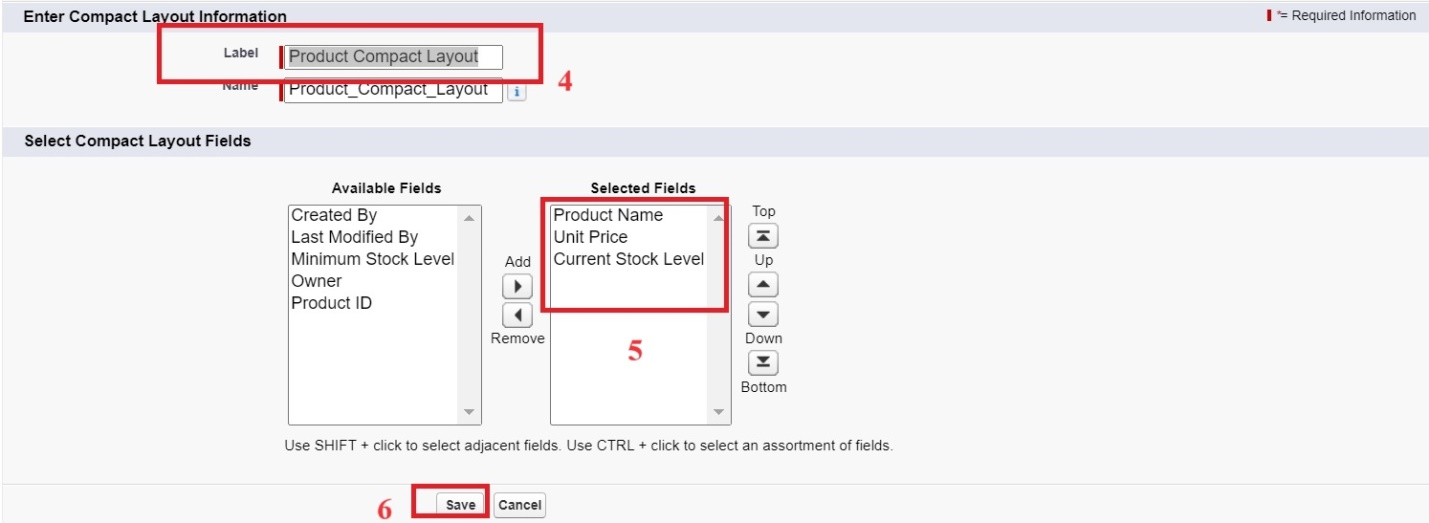 Enter Compact Layout Information
*= Required Information
Label Product Compact Layout
4
Name Product_Compact_Layout i
Select Compact Layout Fields
Available Fields Selected Fields
Created By Product Name Top
Last Modified By Unit Price
Minimum Stock Level Add Current Stock Level Up
Owner
Product ID
Remove Down
5
Bottom
Use SHIFT + click to select adjacent fields. Use CTRL + click to select an assortment of fields.
6 Save Cancel